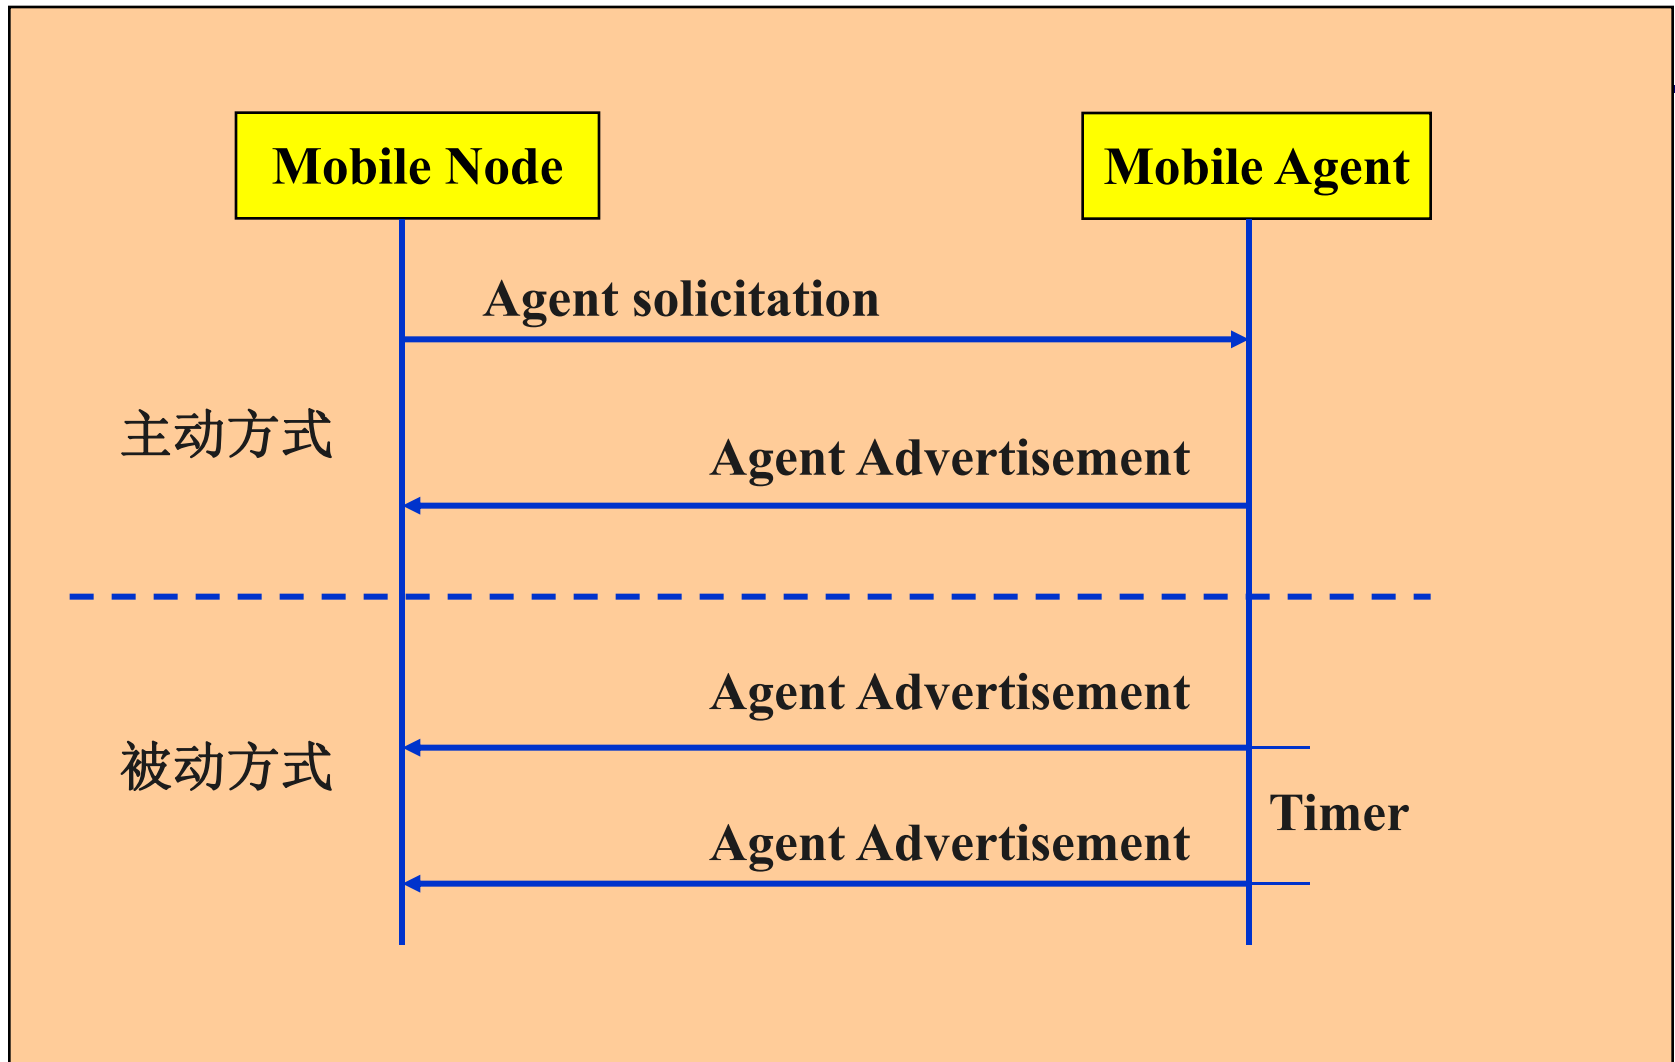 Mobile Node
Mobile Agent
Agent solicitation
主动方式
Agent Advertisement
Agent Advertisement
被动方式
Timer
Agent Advertisement